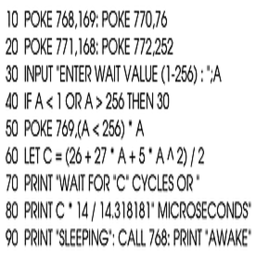 10 POKE 768,169: POKE 770,76
20 POKE 771,168: POKE 772,252
30 INPUT "ENTER WAIT VALUE (1-256) : ";A
40 IF A < 1 OR A > 256 THEN 30
50 POKE 769,(A < 256) * A
60 LET C = (26 + 27 * A + 5 * A ^ 2) / 2
70 PRINT "WAIT FOR "C" CYCLES OR "
80 PRINT C * 14 / 14.318181" MICROSECONDS"
90 PRINT "SLEEPING": CALL 768: PRINT "AWAKE"